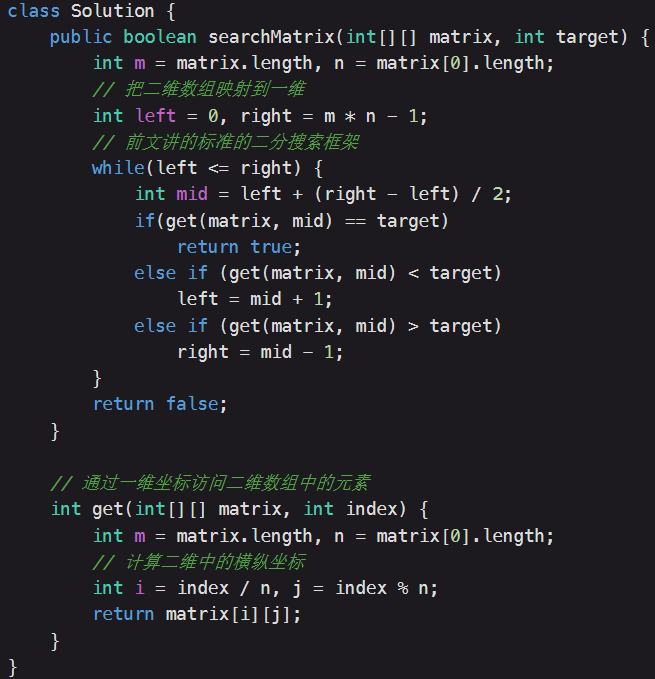 class Solution {
    public boolean searchMatrix(int[][] matrix, int target) {
        int m = matrix.length, n = matrix[0].length;
        // 把二维数组映射到一维
        int left = 0, right = m * n - 1;
        // 前文讲的标准的二分搜索框架
        while(left <= right) {
            int mid = left + (right - left) / 2;
            if(get(matrix, mid) == target)
                return true;
            else if (get(matrix, mid) < target)
                left = mid + 1;
            else if (get(matrix, mid) > target)
                right = mid - 1;
        }
        return false;
    }

    // 通过一维坐标访问二维数组中的元素
    int get(int[][] matrix, int index) {
        int m = matrix.length, n = matrix[0].length;
        // 计算二维中的横纵坐标
        int i = index / n, j = index % n;
        return matrix[i][j];
    }
}